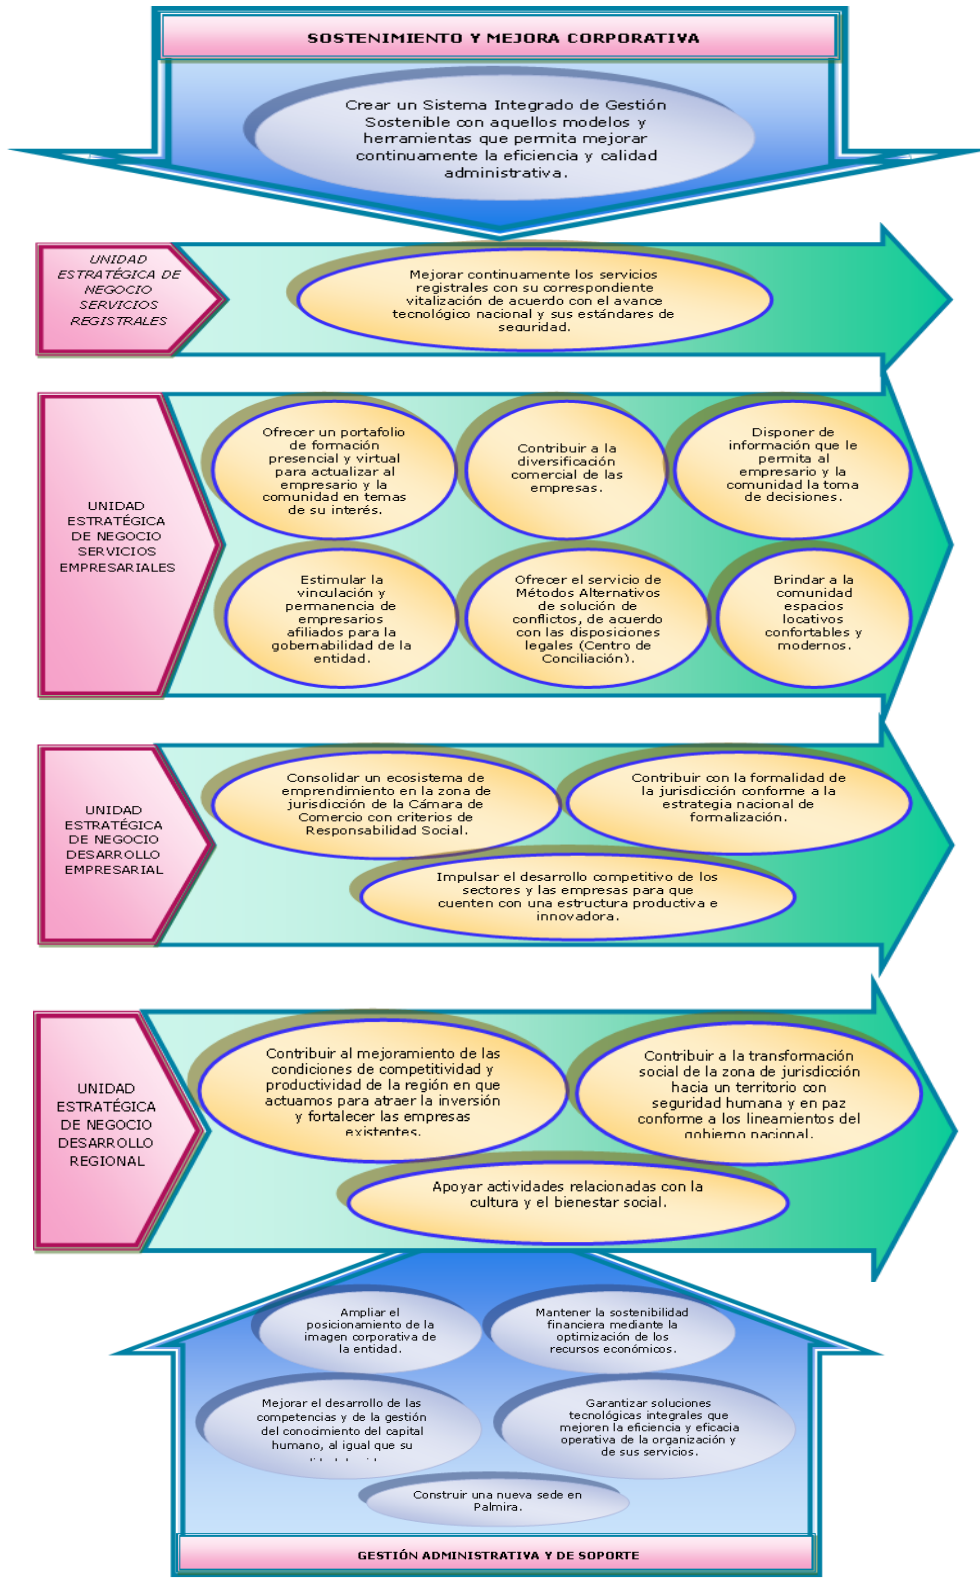 SOSTENIMIENTO Y MEJORA CORPORATIVA
Crear un Sistema Integrado de Gestión
Sostenible con aquellos modelos y
herramientas que permita mejorar
continuamente la eficiencia y calidad
administrativa.
UNIDAD
ESTRATÉGICA DE
NEGOCIO
SERVICIOS
REGISTRALES
Mejorar continuamente los servicios
registrales con su correspondiente
vitalización de acuerdo con el avance
tecnológico nacional y sus estándares de
seguridad.
UNIDAD
ESTRATÉGICA
DE NEGOCIO
SERVICIOS
EMPRESARIALES
Ofrecer un portafolio
de formación
presencial y virtual
para actualizar al
empresario y la
comunidad en temas
de su interés.
Contribuir a la
diversificación
comercial de las
empresas.
Disponer de
información que le
permita al
empresario y la
comunidad la toma
de decisiones.
Estimular la
vinculación y
permanencia de
empresarios
afiliados para la
gobernabilidad de la
entidad.
Ofrecer el servicio de
Métodos Alternativos
de solución de
conflictos, de acuerdo
con las disposiciones
legales (Centro de
Conciliación).
Brindar a la
comunidad
espacios
locativos
confortables y
modernos.
UNIDAD
ESTRATÉGICA
DE NEGOCIO
DESARROLLO
EMPRESARIAL
Consolidar un ecosistema de
emprendimiento en la zona de
jurisdicción de la Cámara de
Comercio con criterios de
Responsabilidad Social.
Contribuir con la formalidad de
la jurisdicción conforme a la
estrategia nacional de
formalización.
Impulsar el desarrollo competitivo de los
sectores y las empresas para que
cuenten con una estructura productiva e
innovadora.
UNIDAD
ESTRATÉGICA
DE NEGOCIO
DESARROLLO
REGIONAL
Contribuir al mejoramiento de las
condiciones de competitividad y
productividad de la región en que
actuamos para atraer la inversión
y fortalecer las empresas
existentes.
Contribuir a la transformación
social de la zona de jurisdicción
hacia un territorio con
seguridad humana y en paz
conforme a los lineamientos del
gobierno nacional.
Apoyar actividades relacionadas con la
cultura y el bienestar social.
Ampliar el
posicionamiento de la
imagen corporativa de
la entidad.
Mantener la sostenibilidad
financiera mediante la
optimización de los
recursos económicos.
Mejorar el desarrollo de las
competencias y de la gestión
del conocimiento del capital
humano, al igual que su
Garantizar soluciones
tecnológicas integrales que
mejoren la eficiencia y eficacia
operativa de la organización y
de sus servicios.
Construir una nueva sede en
Palmira.
GESTIÓN ADMINISTRATIVA Y DE SOPORTE